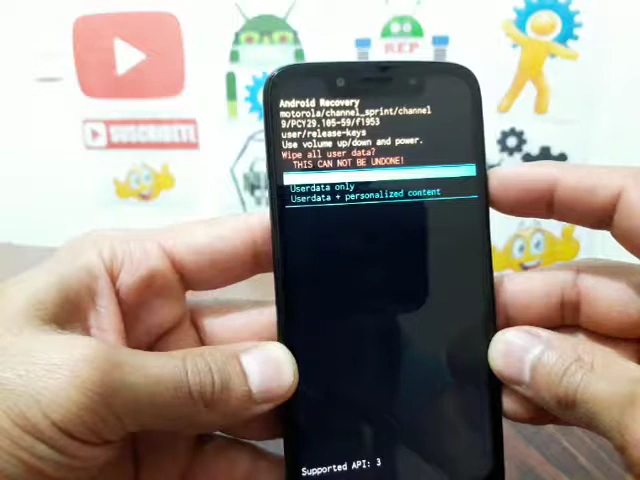 REP
SUSCRIBETE
Android Recovery
motorola/channel_sprint/channel
9/PCY29.105-59/f1953
user/release-keys
Use volume up/down and power.
Wipe all user data?
THIS CAN NOT BE UNDONE!
Userdata only
Userdata + personalized content
Supported API: 3